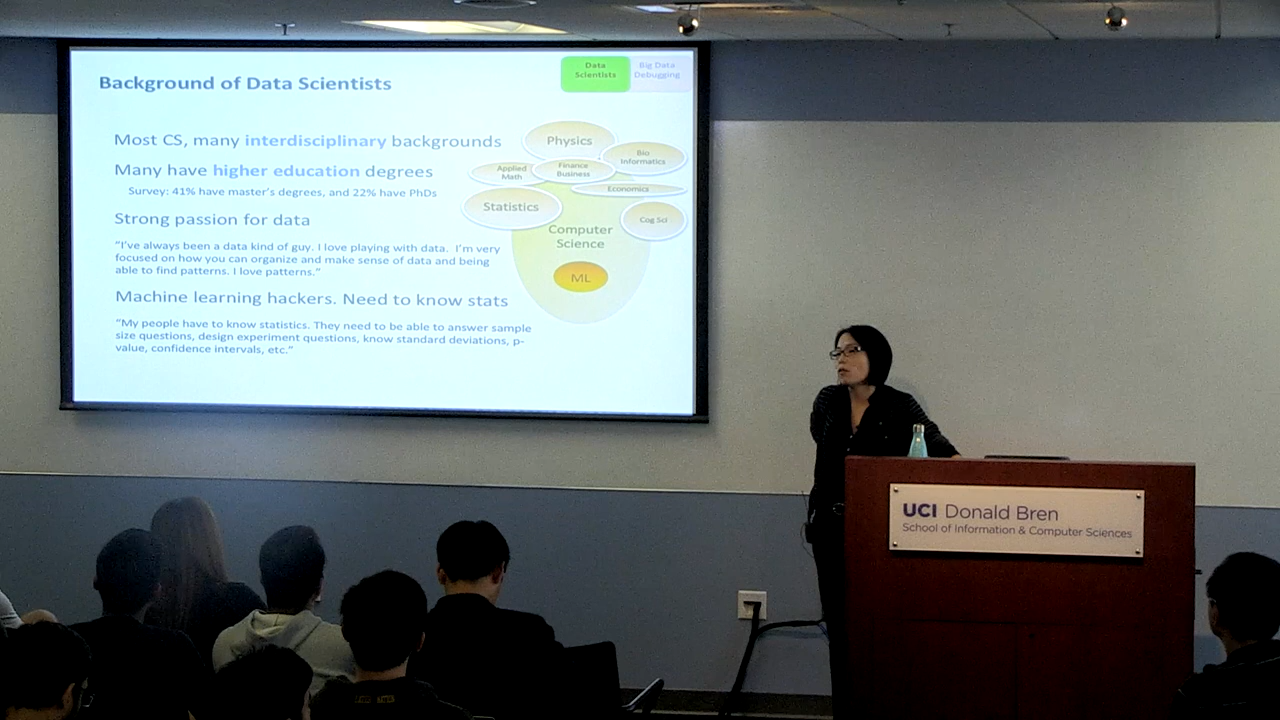 Background of Data Scientists
Data
Scientists
Big Data
Debugging
Most CS, many interdisciplinary backgrounds
Many have higher education degrees
Survey: 41% have master's degrees, and 22% have PhDs
Strong passion for data
"I've always been a data kind of guy. I love playing with data. I'm very
focused on how you can organize and make sense of data and being
able to find patterns. I love patterns."
Machine learning hackers. Need to know stats
"My people have to know statistics. They need to be able to answer sample
size questions, design experiment questions, know standard deviations, p-
value, confidence intervals, etc."
Physics
Bio
Informatics
Applied
Math
Finance
Business
Economics
Statistics
Cog Sci
Computer
Science
ML
UCI Donald Bren
School of Information & Computer Sciences